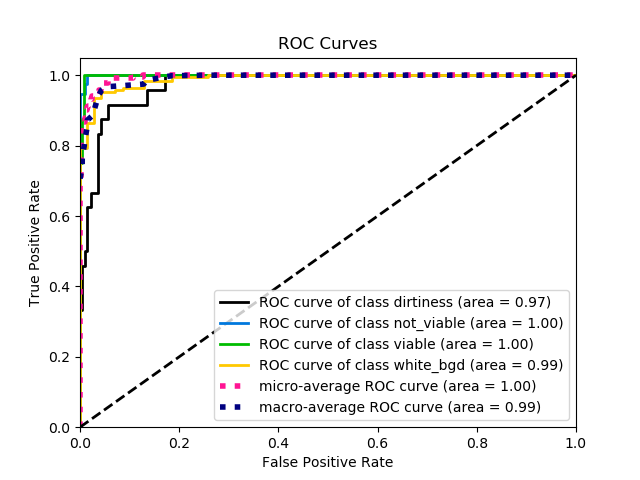 ROC Curves
True Positive Rate
1.0
0.8
0.6
0.4
0.2
0.0
ROC curve of class dirtiness (area = 0.97)
ROC curve of class not_viable (area = 1.00)
ROC curve of class viable (area = 1.00)
ROC curve of class white_bgd (area = 0.99)
micro-average ROC curve (area = 1.00)
macro-average ROC curve (area = 0.99)
0.0 0.2 0.4 0.6 0.8 1.0
False Positive Rate